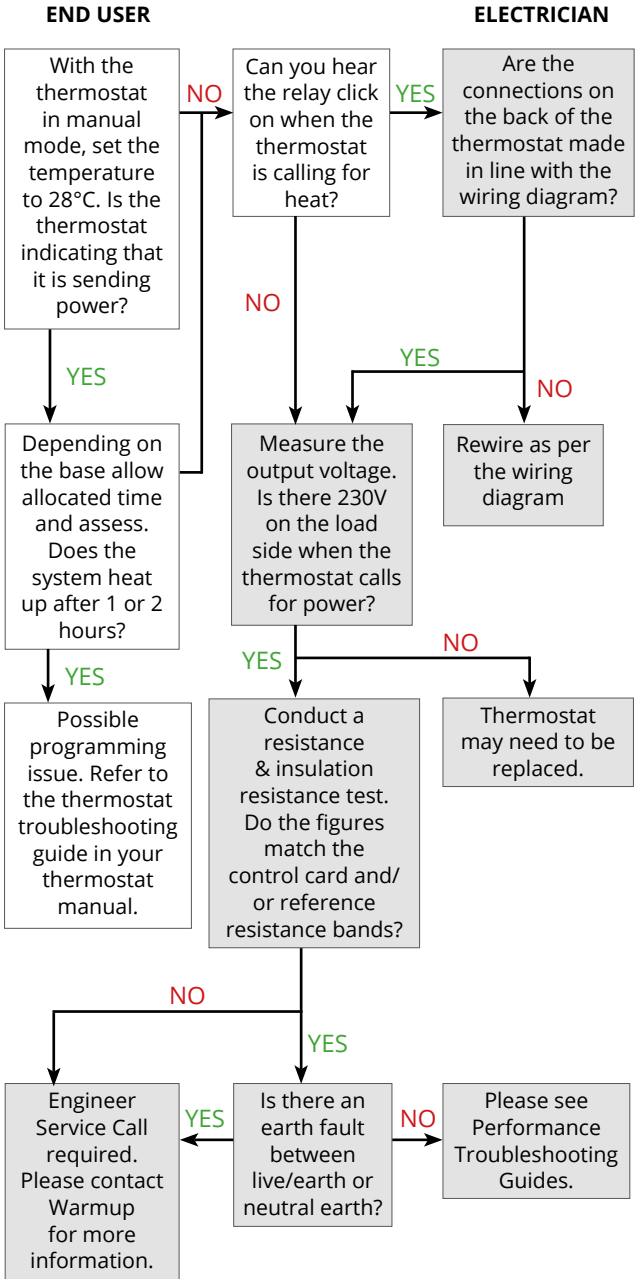 END USER
ELECTRICIAN
With the
thermostat
in manual
mode, set the
temperature
to 28°C. Is the
thermostat
indicating that
it is sending
power?
NO
Can you hear
the relay click
on when the
thermostat
is calling for
heat?
YES
Are the
connections on
the back of the
thermostat made
in line with the
wiring diagram?
YES
NO
YES
NO
Depending on
the base allow
allocated time
and assess.
Does the
system heat
up after 1 or 2
hours?
Measure the
output voltage.
Is there 230V
on the load
side when the
thermostat calls
for power?
Rewire as per
the wiring
diagram
YES
YES
NO
Possible
programming
issue. Refer to
the thermostat
troubleshooting
guide in your
thermostat
manual.
Conduct a
resistance
& insulation
resistance test.
Do the figures
match the
control card and/
or reference
resistance bands?
Thermostat
may need to be
replaced.
NO
YES
Engineer
Service Call
required.
Please contact
Warmup
for more
information.
YES
Is there an
earth fault
between
live/earth or
neutral earth?
NO
Please see
Performance
Troubleshooting
Guides.